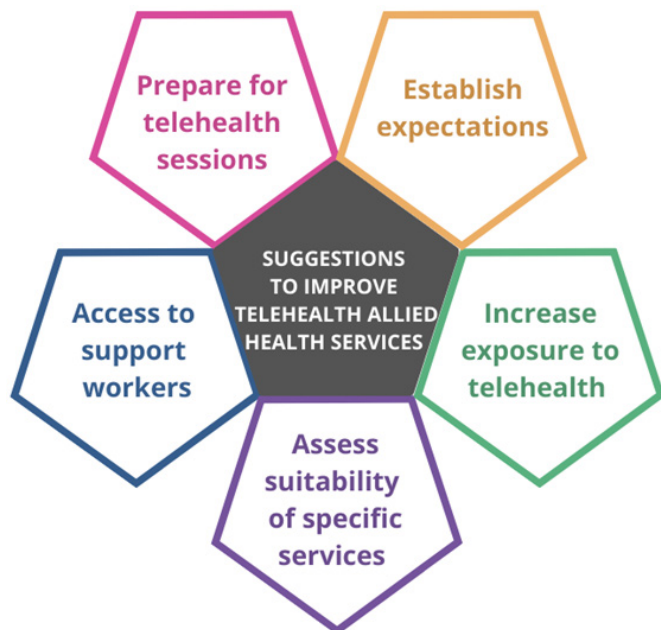 Prepare for
telehealth
sessions
Establish
expectations
SUGGESTIONS
TO IMPROVE
TELEHEALTH ALLIED
HEALTH SERVICES
Access to
support
workers
Increase
exposure to
telehealth
Assess
suitability
of specific
services